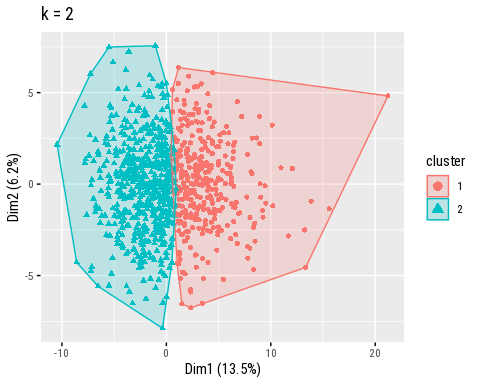 k = 2
5
0
-5
-10
0
10
20
Dim1 (13.5%)
Dim2 (6.2%)
cluster
1
2